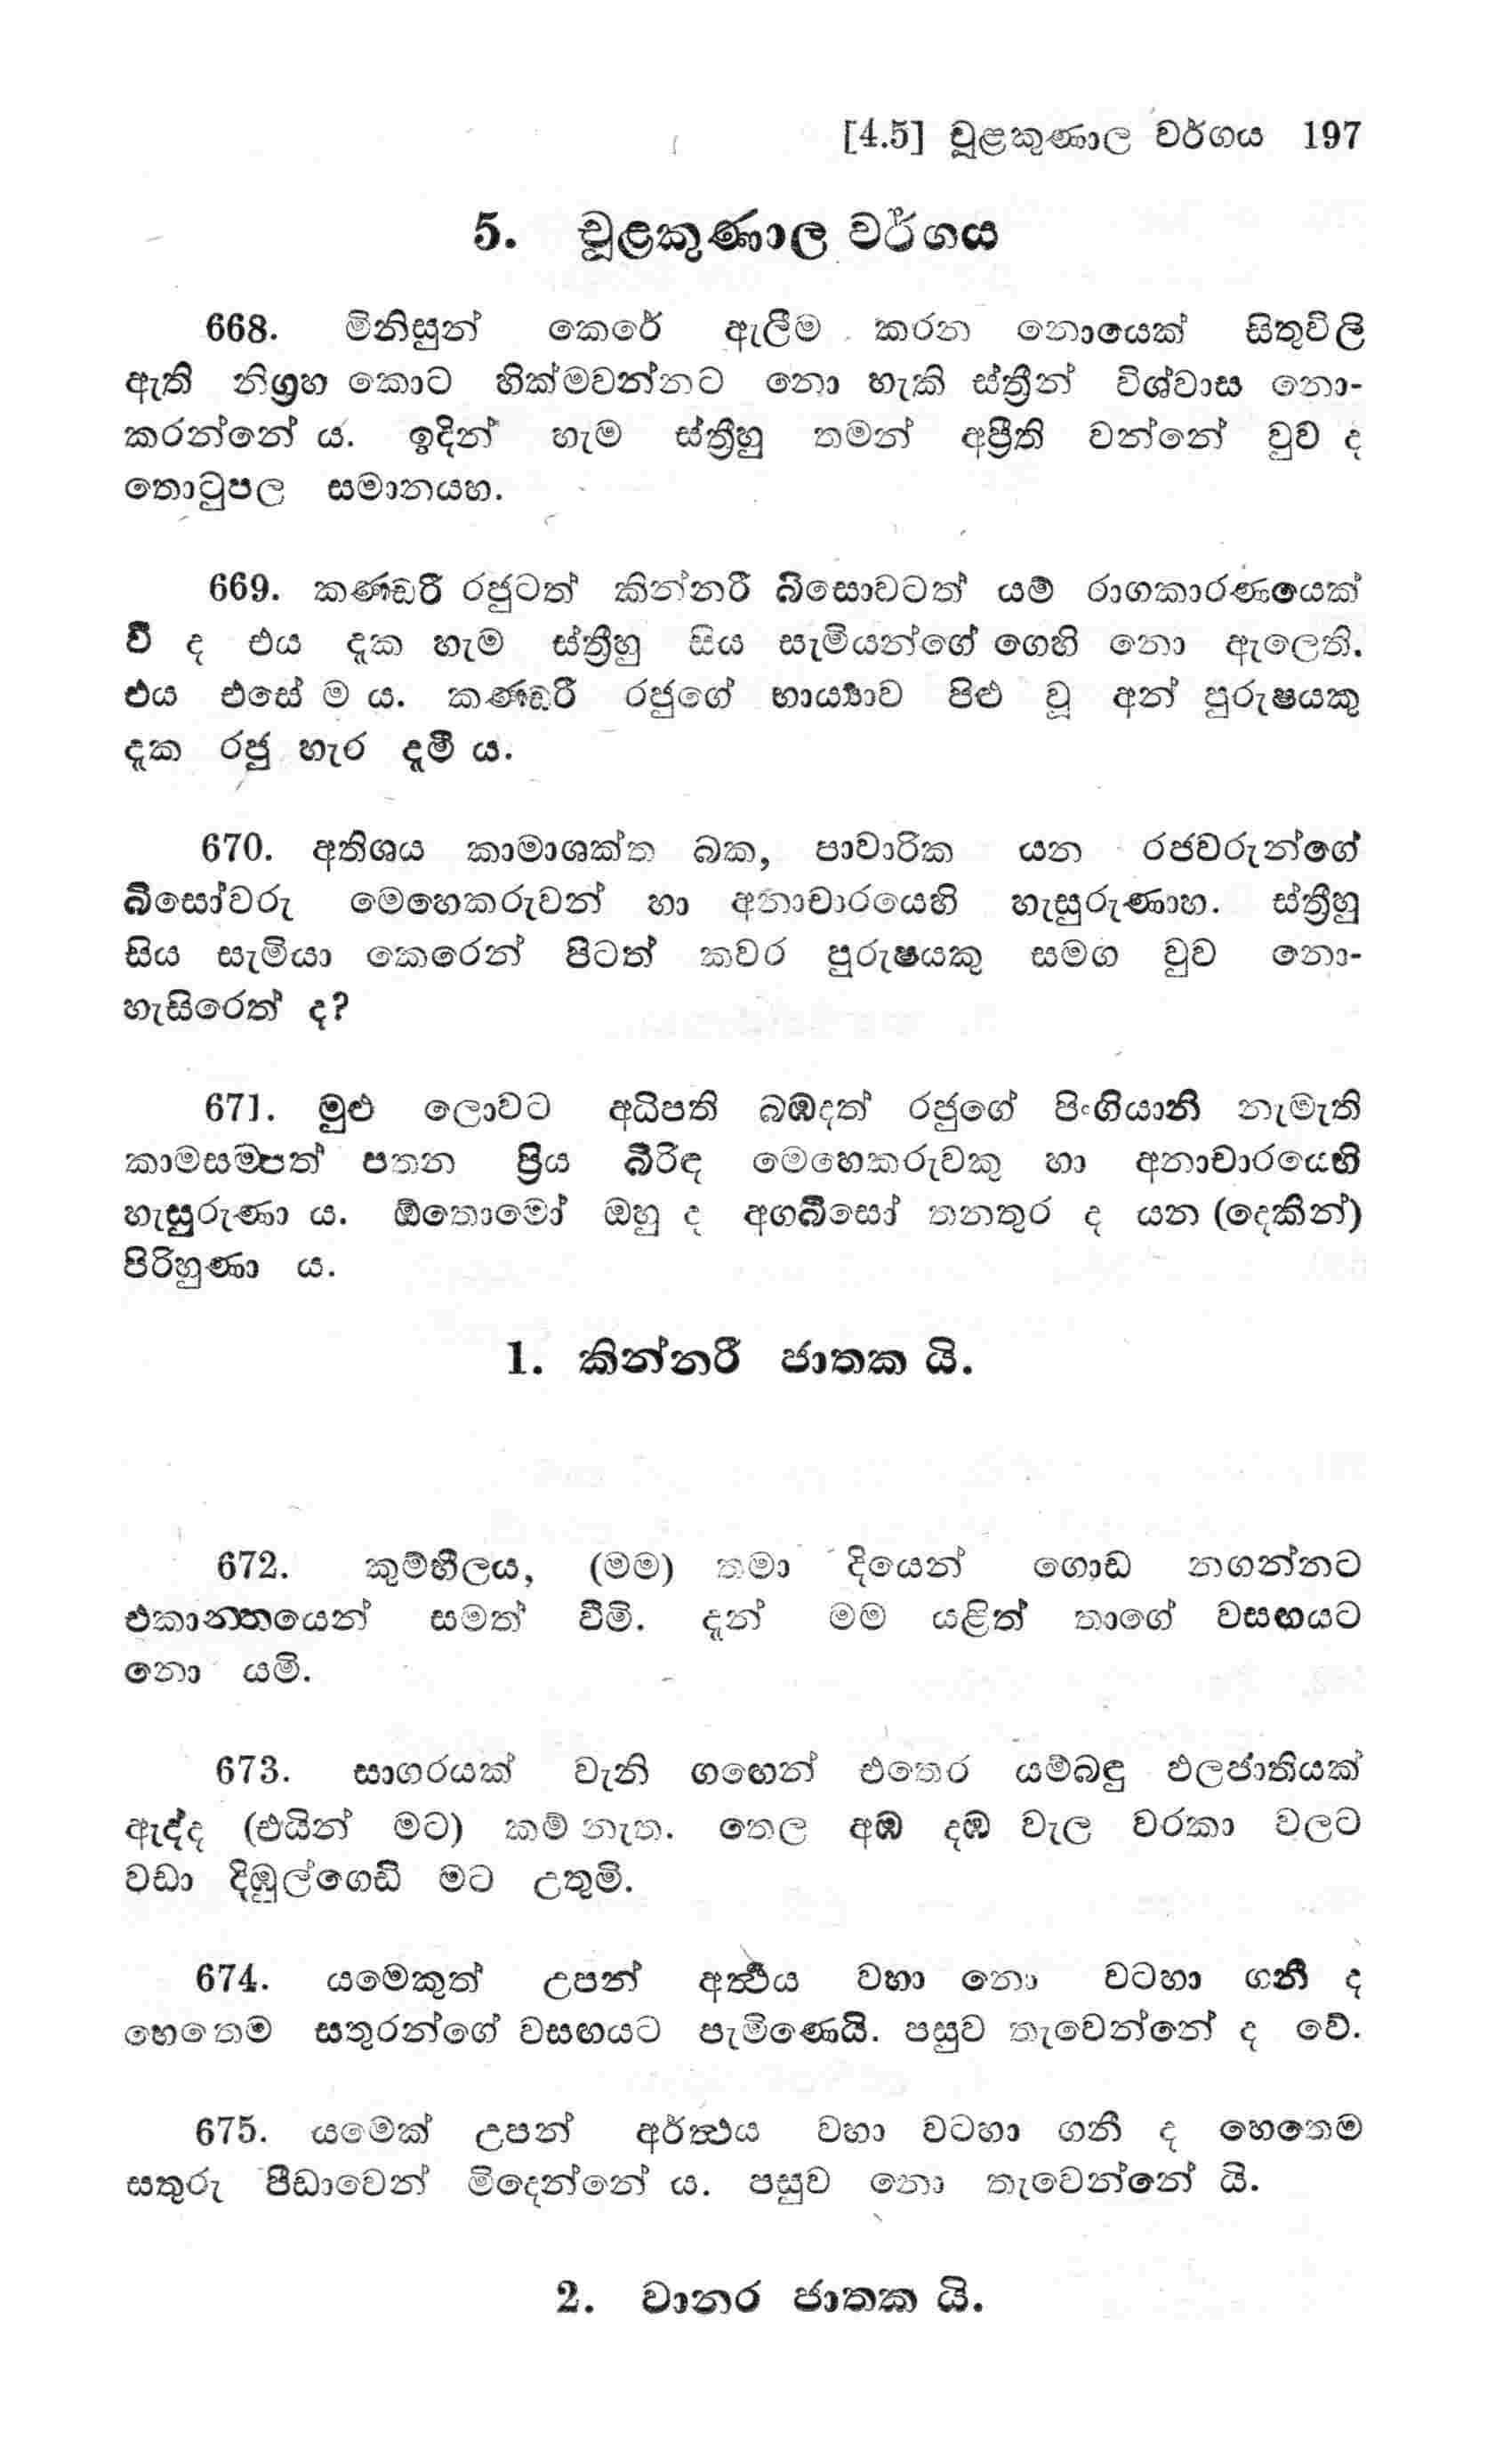 [4.5] චූළකුණාල වර්ගය 197
5. චූළකුණාල වර්ගය
668. මිනිසුන් කෙරේ ඇලීම කරන නොයෙක් සිතුවිලි
ඇති නිග්‍රහ කොට හික්මවන්නට නො හැකි ස්ත්‍රීන් විශ්වාස නො-
කරන්නේ ය. ඉදින් හැම ස්ත්‍රීහු තමන් අප්‍රීති වන්නේ වුව ද
තොටුපල සමානයහ.
669. කණ්ඩරී රජුටත් කින්නරී බිසොවටත් යම් රාගකාරණයෙක්
වී ද එය දැක හැම ස්ත්‍රීහු සිය සැමියන්ගේ ගෙහි නො ඇලෙති.
එය එසේ ම ය. කණ්ඩරී රජුගේ භාර්‍ය්‍යාව පිළු වූ අන් පුරුෂයකු
දැක රජු හැර දැමී ය.
670. අතිශය කාමාශක්ත බක, පාවාරික යන රජවරුන්ගේ
බිසෝවරු මෙහෙකරුවන් හා අනාචාරයෙහි හැසුරුණාහ. ස්ත්‍රීහු
සිය සැමියා කෙරෙන් පිටත් කවර පුරුෂයකු සමග වුව නො-
හැසිරෙත් ද?
671. මුළු ලොවට අධිපති බඹදත් රජුගේ පිංගියානි නැමැති
කාමසම්පත් පතන ප්‍රිය බිරිඳ මෙහෙකරුවකු හා අනාචාරයෙහි
හැසුරුණා ය. ඕතොමෝ ඔහු ද අගබිසෝ තනතුර ද යන (දෙකින්)
පිරිහුණා ය.
1. කින්නරී ජාතක යි.
672. කුම්භීලය, (මම) තමා දියෙන් ගොඩ නගන්නට
එකාන්තයෙන් සමත් වීමි. දැන් මම යළිත් තාගේ වසඟයට
නො යමි.
673. සාගරයක් වැනි ගඟෙන් එතෙර යම්බඳු ඵලජාතියක්
ඇද්ද (එයින් මට) කම් නැත. තෙල අඹ දඹ වැල වරකා වලට
වඩා දිඹුල්ගෙඩි මට උතුමි.
674. යමෙකුත් උපන් අර්‍ත්‍ථය වහා නො වටහා ගනී ද
හෙතෙම සතුරන්ගේ වසඟයට පැමිණෙයි. පසුව තැවෙන්නේ ද වේ.
675. යමෙක් උපන් අර්ත්‍ථය වහා වටහා ගනී ද හෙතෙම
සතුරු පීඩාවෙන් මිදෙන්නේ ය. පසුව නො තැවෙන්නේ යි.
2. වානර ජාතක යි.